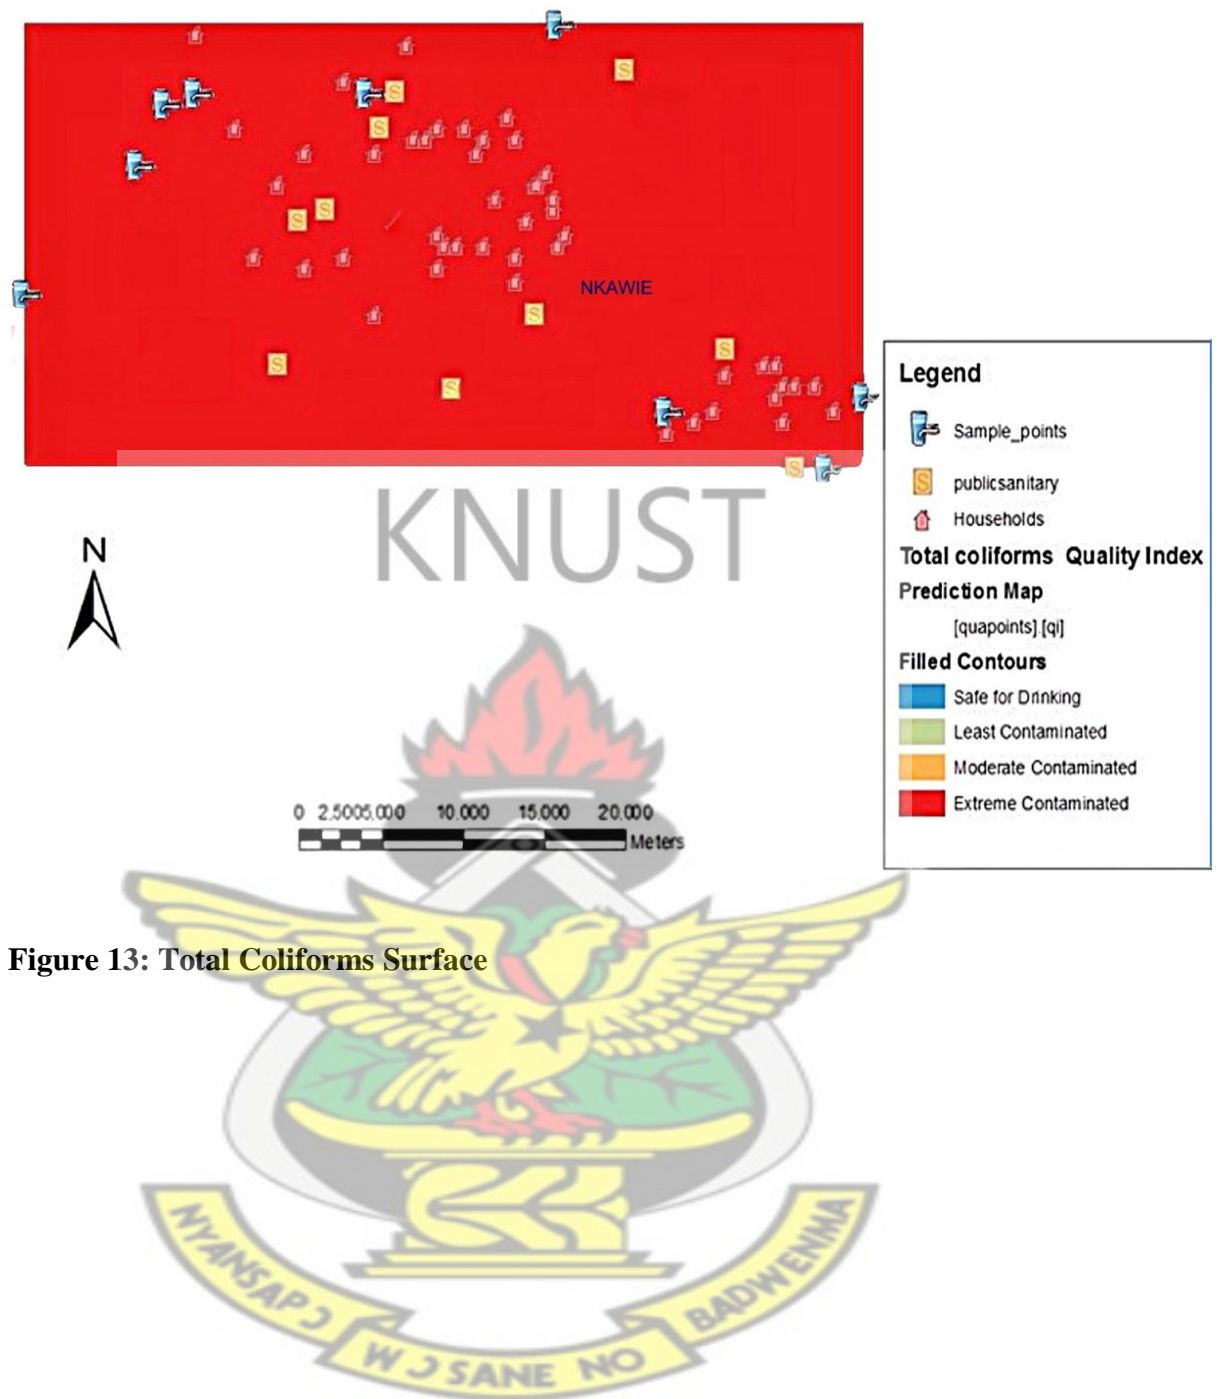 NKAWIE
Legend
Sample_points
S publicsanitary
Households
Total coliforms Quality Index
Prediction Map
[quapoints].[qi]
Filled Contours
Safe for Drinking
Least Contaminated
Moderate Contaminated
Extreme Contaminated
KNUST
N
0 2,5005,000 10,000 15,000 20,000
Meters
Figure 13: Total Coliforms Surface
NYANSAPƆ WƆSANE NO BADWENMA